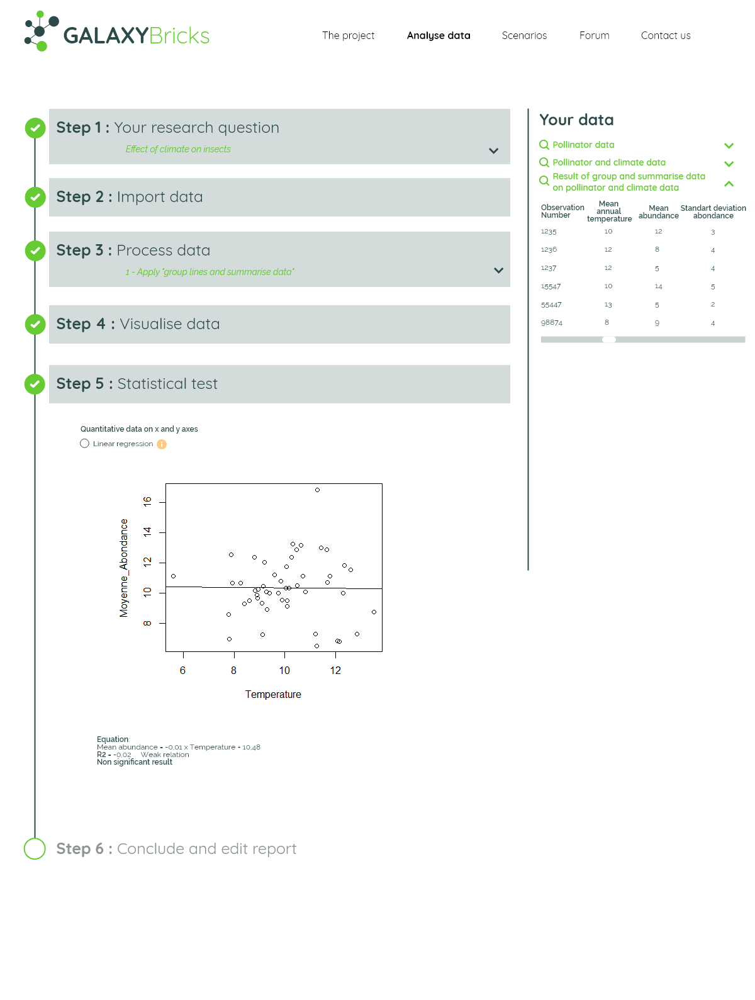 GALAXYBricks
The project
Analyse data
Scenarios
Forum
Contact us
Step 1 : Your research question
Effect of climate on insects
Step 2 : Import data
Step 3 : Process data
1 - Apply "group lines and summarise data"
Step 4 : Visualise data
Step 5 : Statistical test
Quantitative data on x and y axes
Linear regression i
Moyenne_Abondance
16
14
12
10
8
6 8 10 12
Temperature
Equation:
Mean abundance = -0,01 x Temperature + 10,48
R2 = -0,02 Weak relation
Non significant result
Step 6 : Conclude and edit report
Your data
Pollinator data
Pollinator and climate data
Result of group and summarise data
on pollinator and climate data
Observation
Number
Mean
annual
temperature
Mean
abundance
Standart deviation
abondance
1235 10 12 3
1236 12 8 4
1237 12 5 4
15547 10 14 5
55447 13 5 2
98874 8 9 4